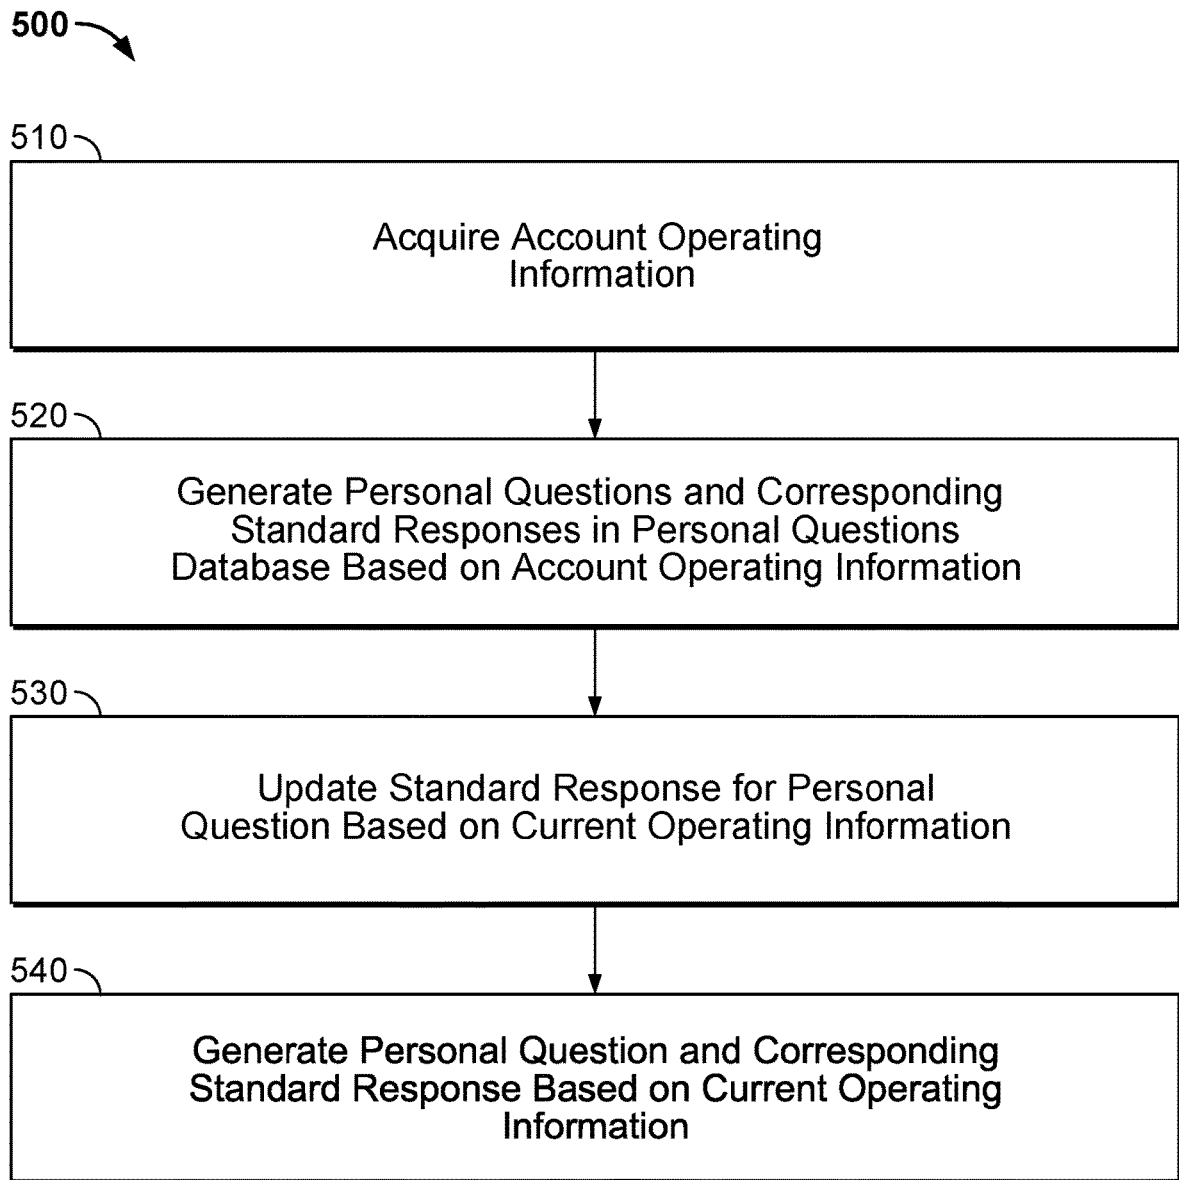 500
510
Acquire Account Operating
Information
520
Generate Personal Questions and Corresponding
Standard Responses in Personal Questions
Database Based on Account Operating Information
530
Update Standard Response for Personal
Question Based on Current Operating Information
540
Generate Personal Question and Corresponding
Standard Response Based on Current Operating
Information